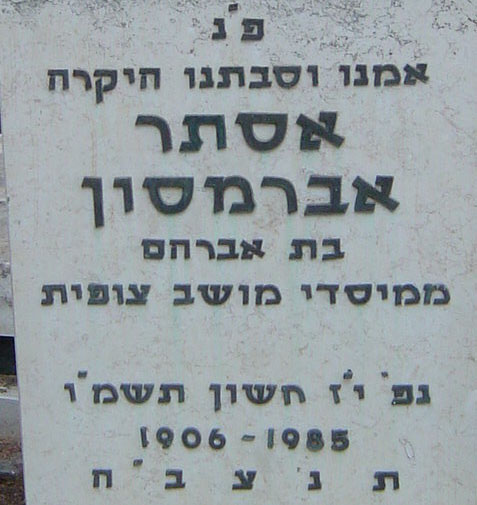 פ"נ
אמנו וסבתנו היקרה
אסתר
אברמסון
בת אברהם
ממיסדי מושב צופית
נפ' י"ז חשון תשמ"ו
1906 - 1985
ת נ צ ב" ח